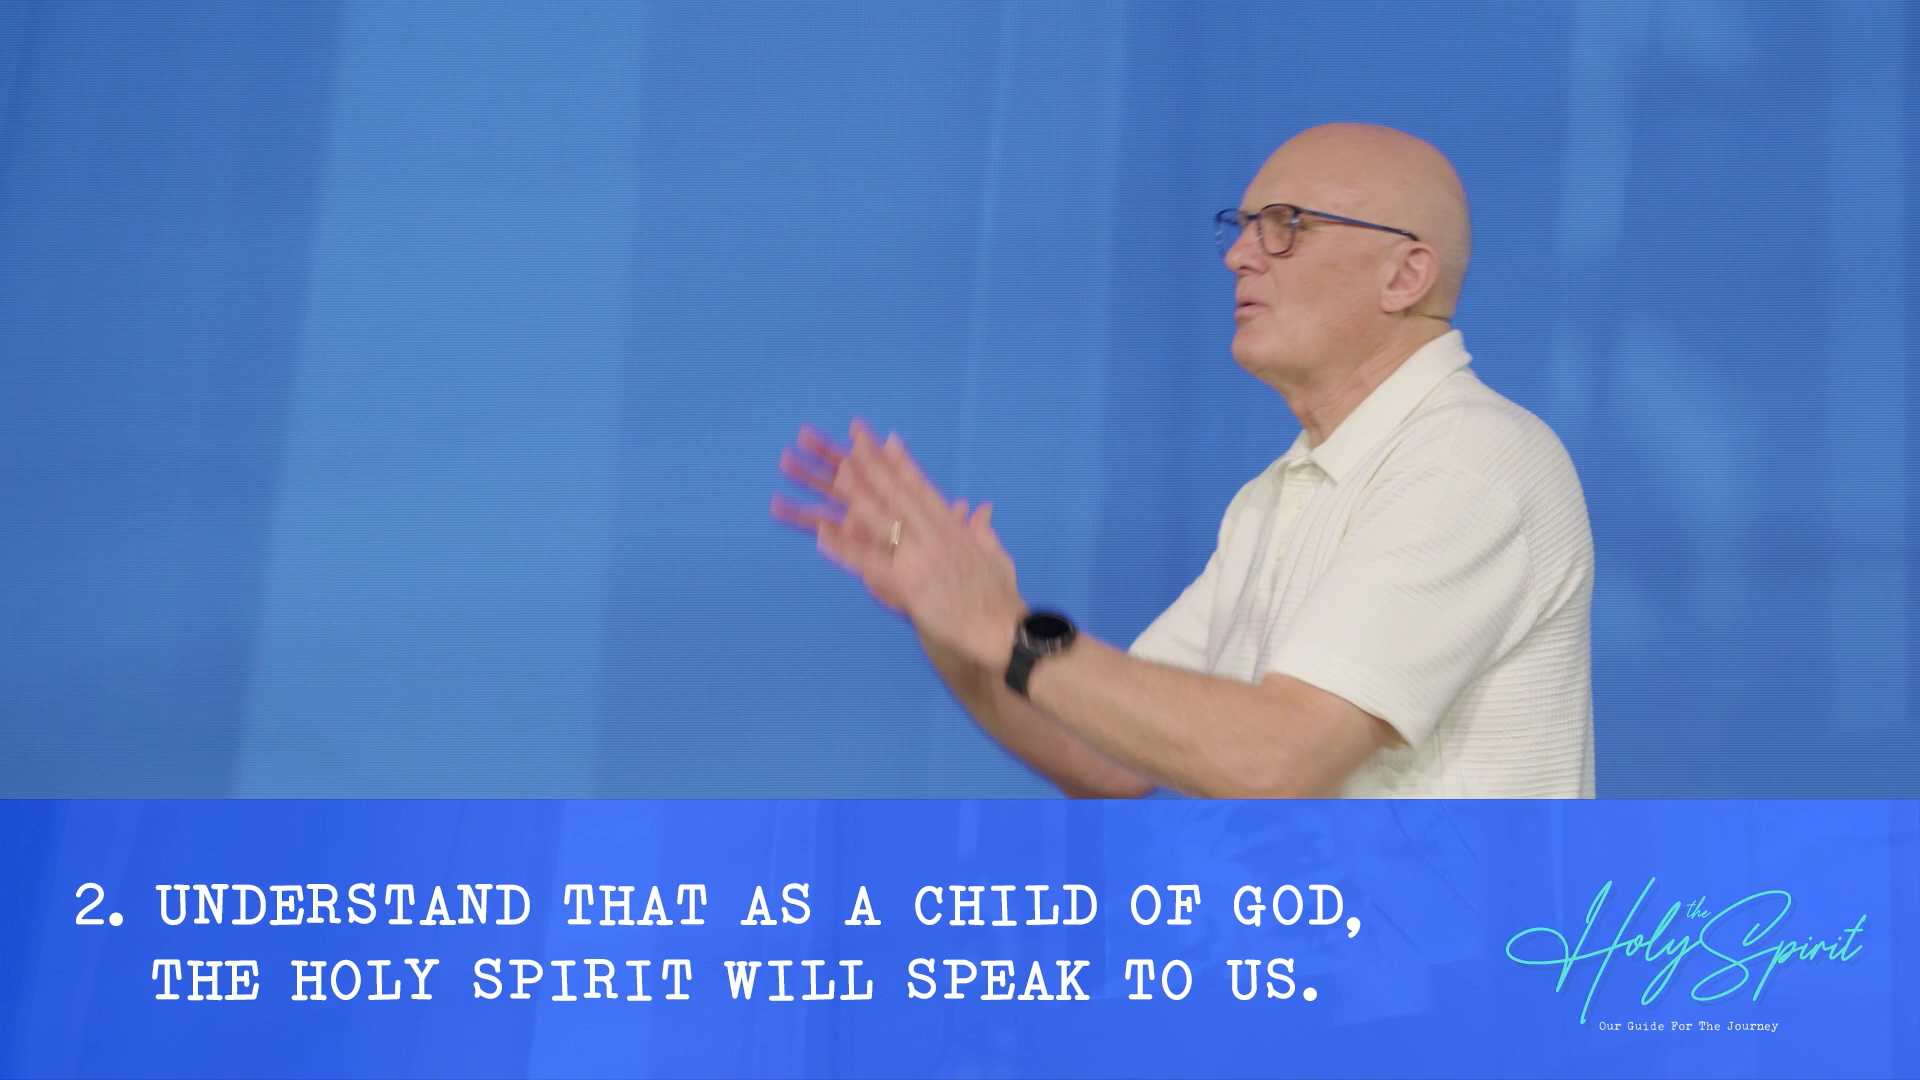 2. UNDERSTAND THAT AS A CHILD OF GOD,
THE HOLY SPIRIT WILL SPEAK TO US.
the
Holy Spirit
Our Guide For The Journey